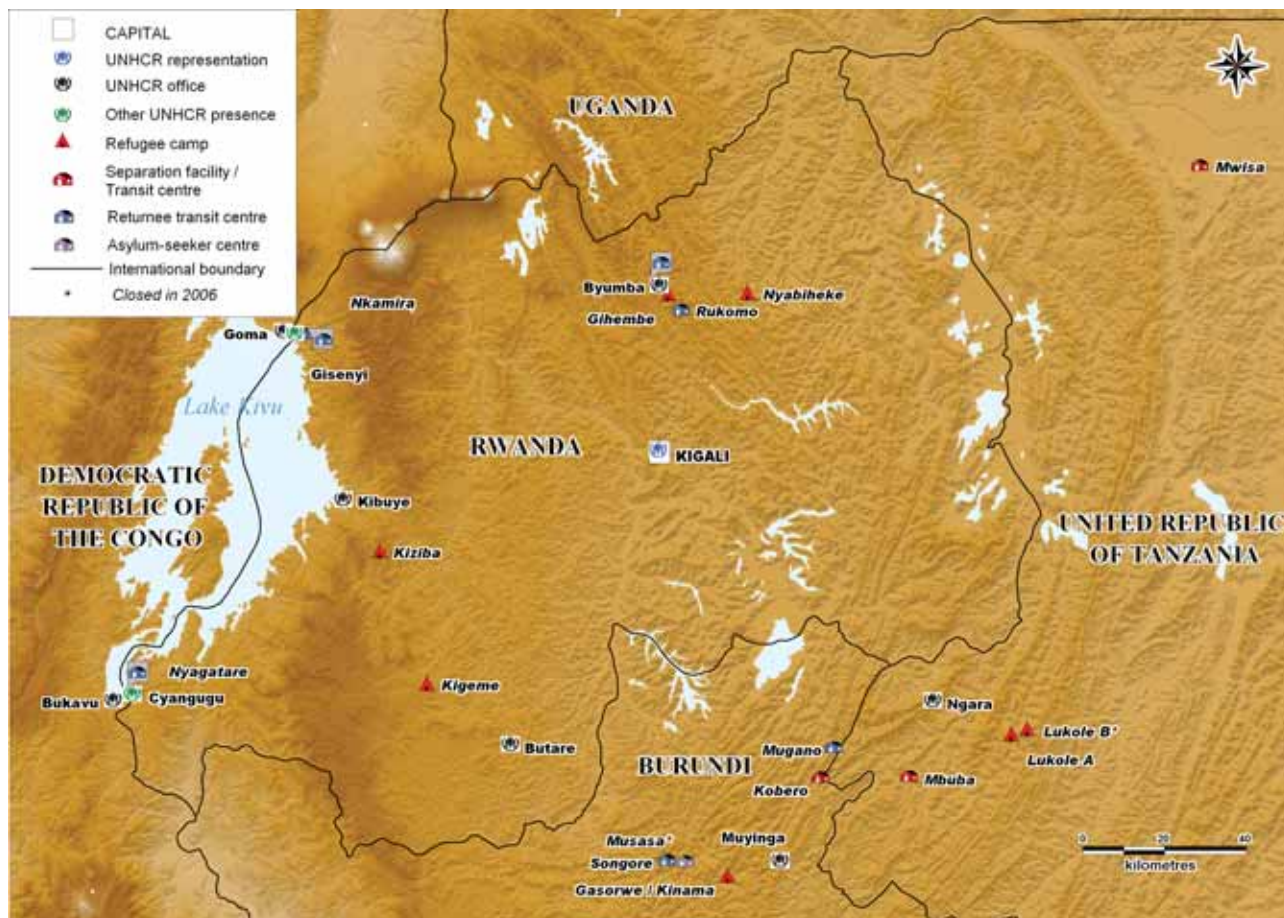 CAPITAL
UNHCR representation
UNHCR office
Other UNHCR presence
Refugee camp
Separation facility /
Transit centre
Returnee transit centre
Asylum-seeker centre
International boundary
* Closed in 2006
UGANDA
Mwisa
Byumba
Nkamira
Gihembe
Rukomo
Nyabiheke
Goma
Gisenyi
Lake Kivu
RWANDA
KIGALI
DEMOCRATIC
REPUBLIC OF
THE CONGO
Kibuye
UNITED REPUBLIC
OF TANZANIA
Kiziba
Nyagatare
Bukavu
Cyangugu
Kigeme
Ngara
Butare
Lukole B*
Lukole A
Mugano
BURUNDI
Kobero
Mbuba
Musasa*
Muyinga
Songore
Gasorwe / Kinama
0 20 40
kilometres